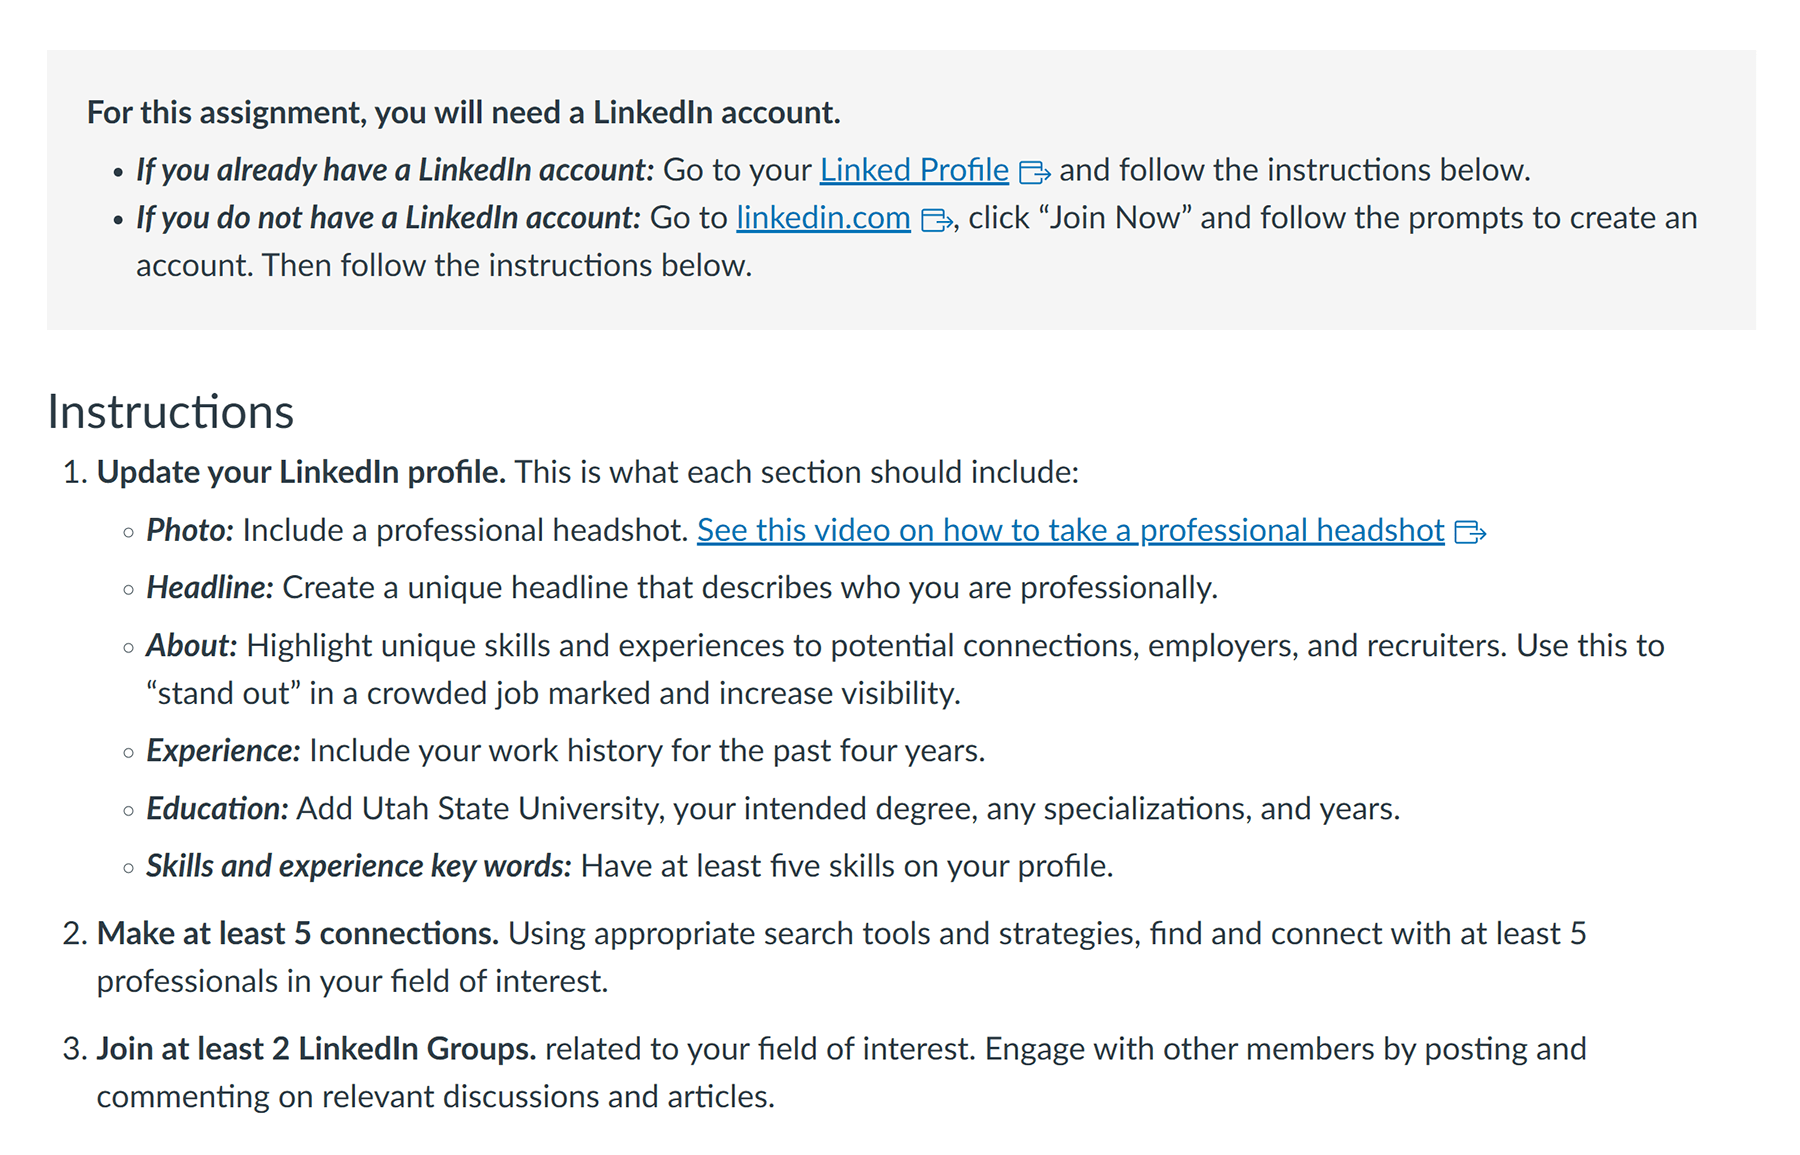 For this assignment, you will need a LinkedIn account.
• If you already have a LinkedIn account: Go to your Linked Profile and follow the instructions below.
• If you do not have a LinkedIn account: Go to linkedin.com, click “Join Now” and follow the prompts to create an
account. Then follow the instructions below.
Instructions
1. Update your LinkedIn profile. This is what each section should include:
◦ Photo: Include a professional headshot. See this video on how to take a professional headshot
◦ Headline: Create a unique headline that describes who you are professionally.
◦ About: Highlight unique skills and experiences to potential connections, employers, and recruiters. Use this to
“stand out” in a crowded job marked and increase visibility.
◦ Experience: Include your work history for the past four years.
◦ Education: Add Utah State University, your intended degree, any specializations, and years.
◦ Skills and experience key words: Have at least five skills on your profile.
2. Make at least 5 connections. Using appropriate search tools and strategies, find and connect with at least 5
professionals in your field of interest.
3. Join at least 2 LinkedIn Groups. related to your field of interest. Engage with other members by posting and
commenting on relevant discussions and articles.